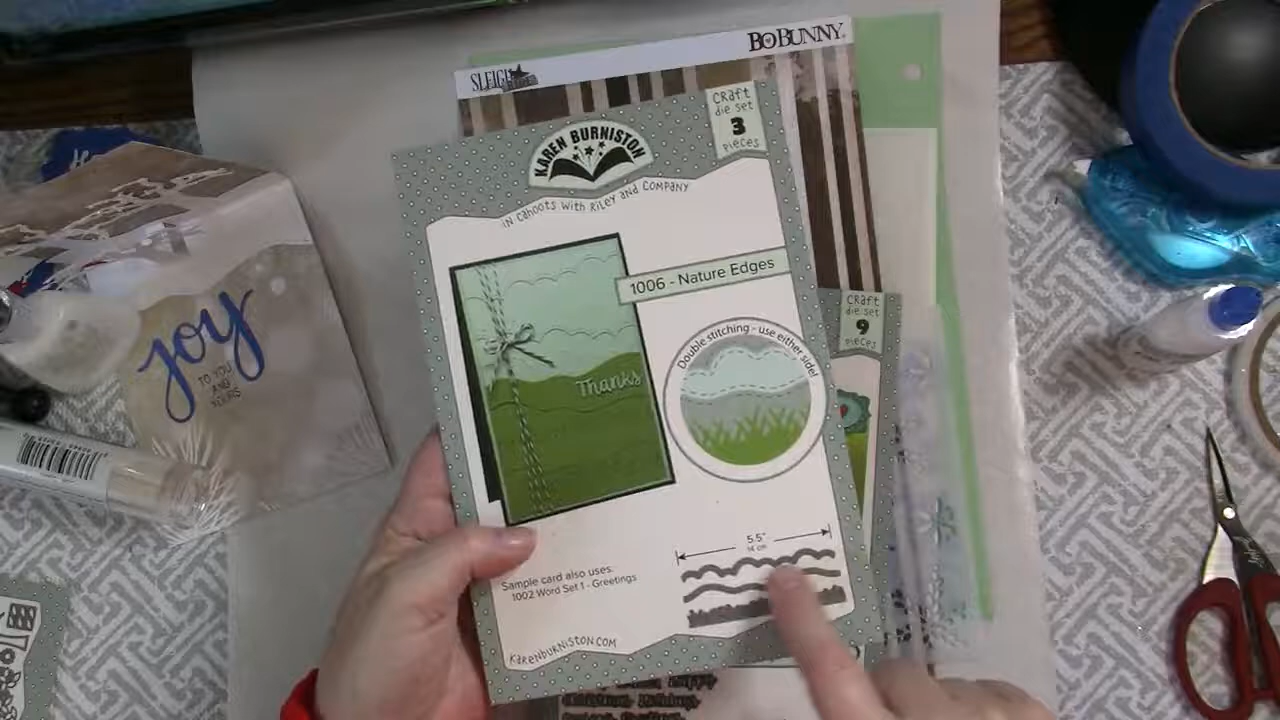 BOBUNNY
SLEIGH
CRaFT
die set
3
PIECES
KAREN BURNISTON
IN CaHOOTS WITH RILEY aND COMPANY
1006 - Nature Edges
CRaFT
die set
9
PIECES
Double stitching - use either side!
Thanks
joy
TO YOU
AND
YOURS
5.5"
14 cm
Sample card also uses:
1002 Word Set 1 - Greetings
KARENBURNISTON.COM